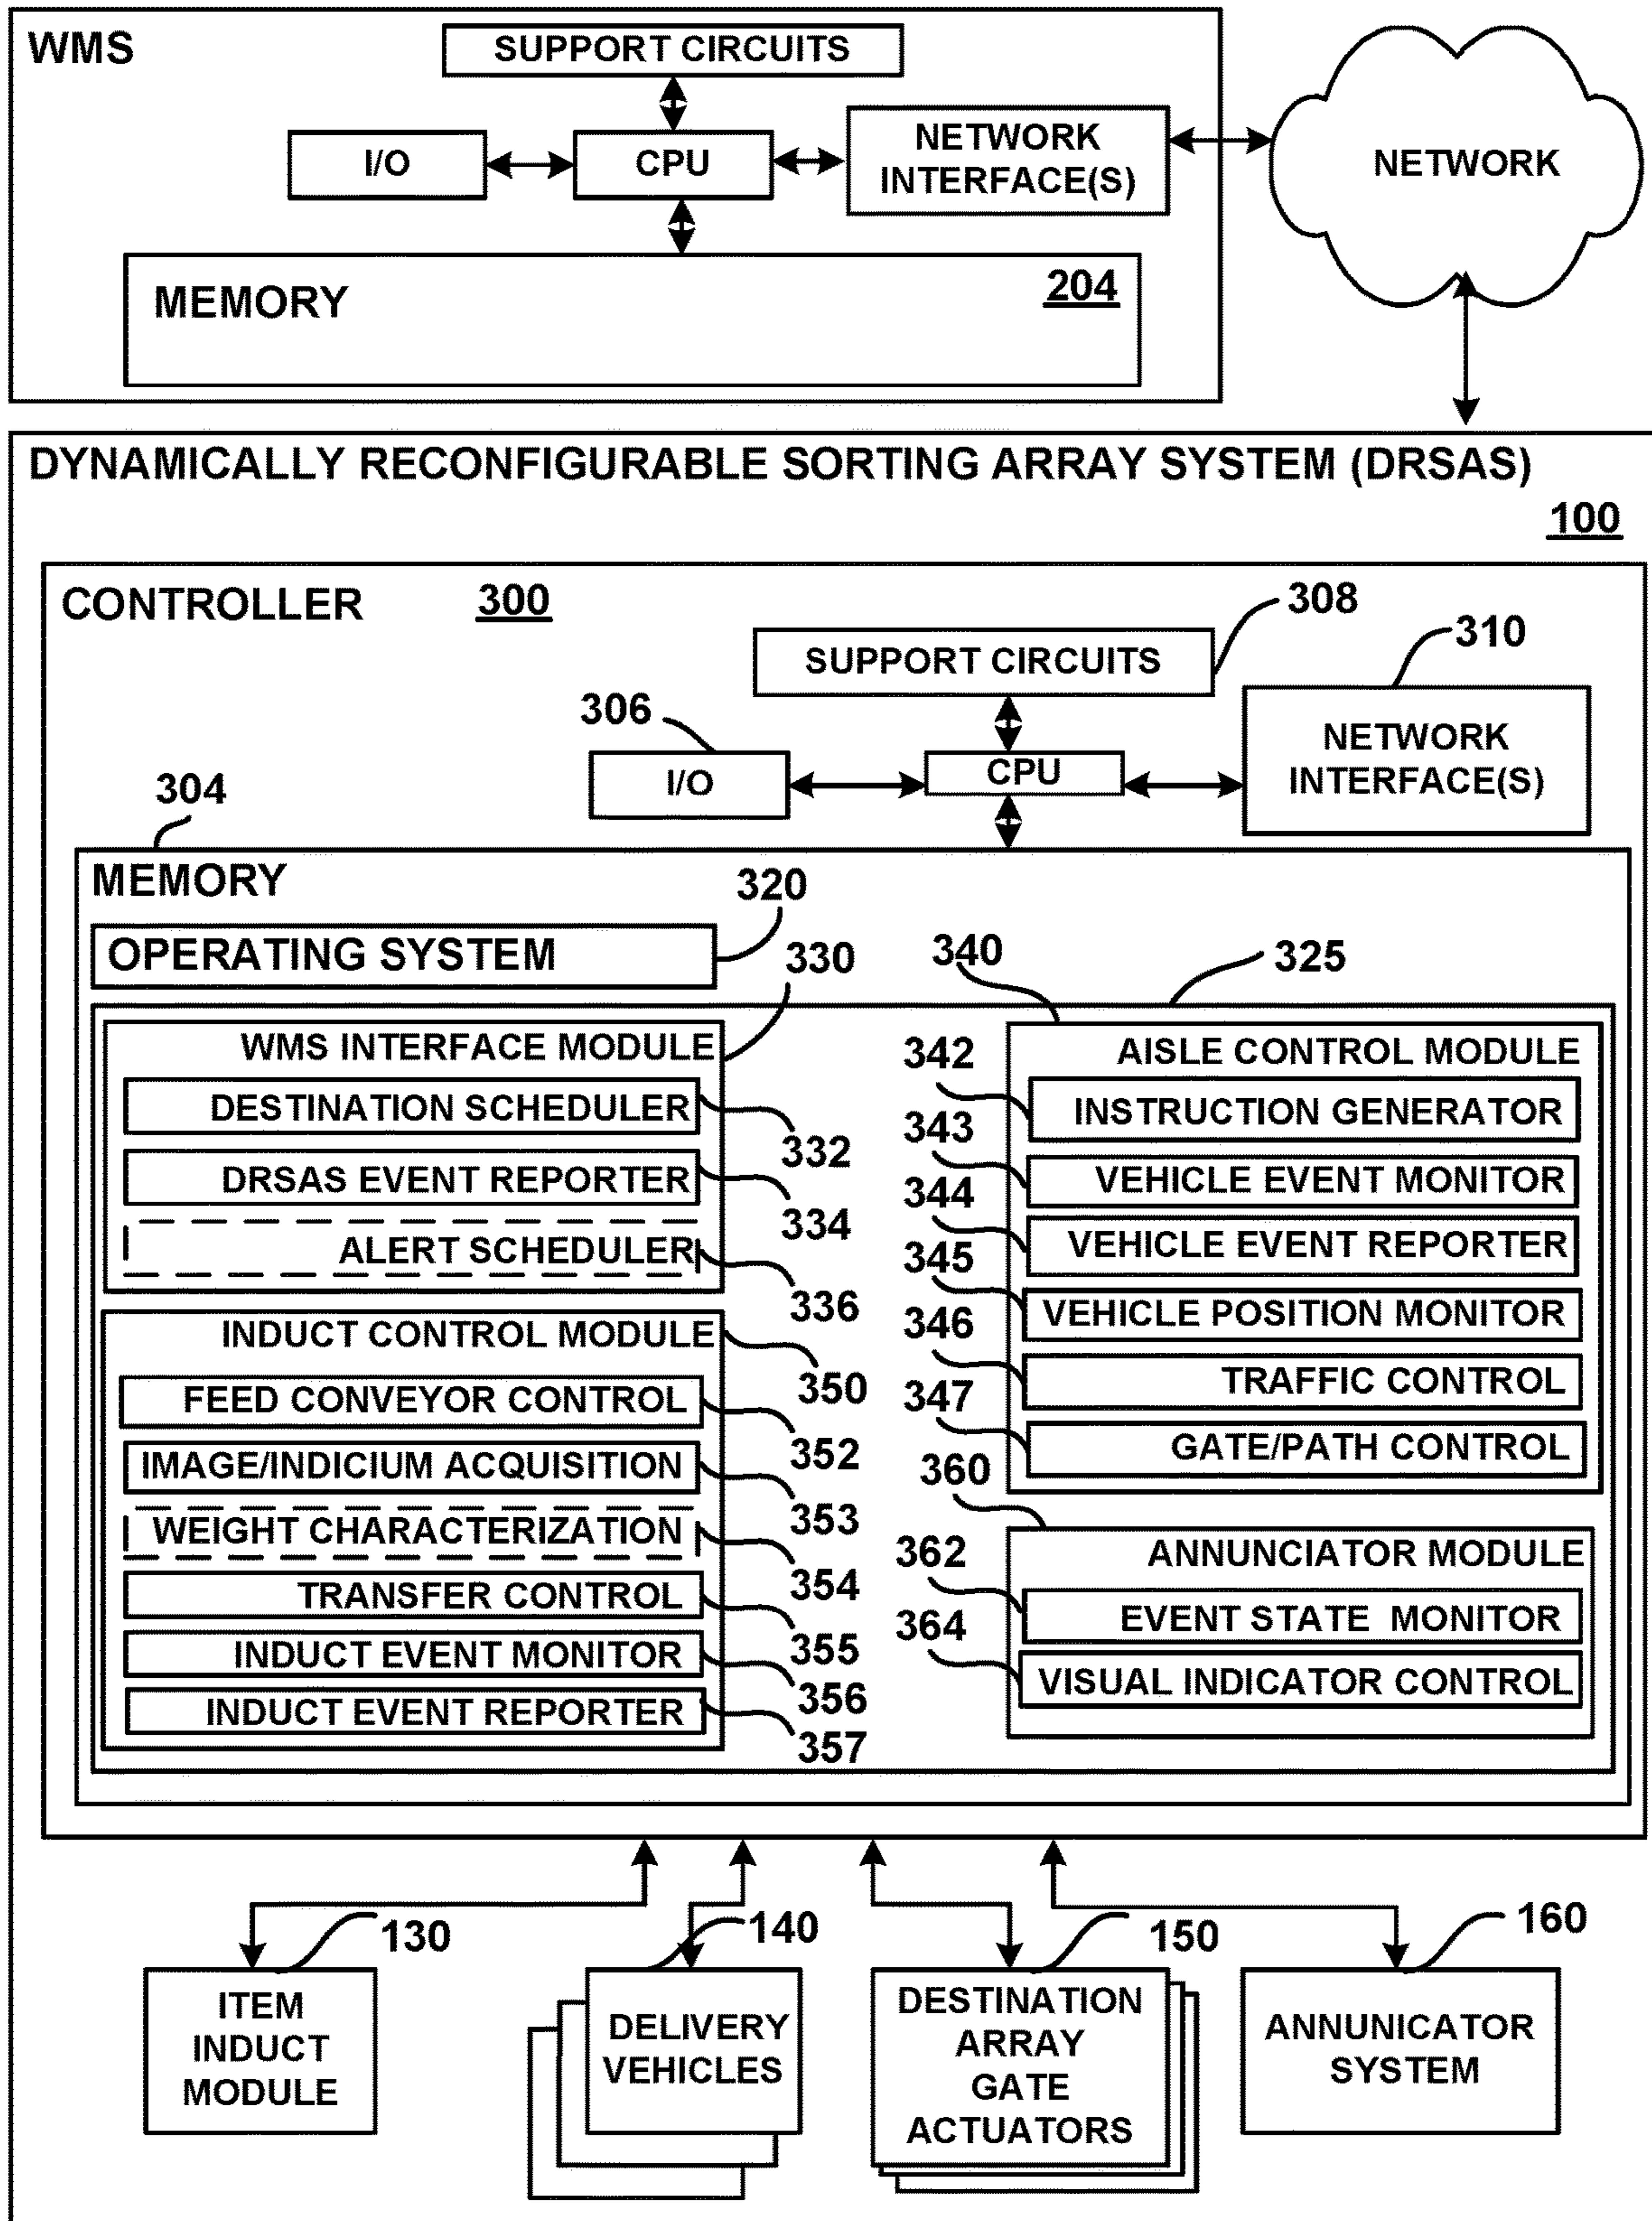 WMS
SUPPORT CIRCUITS
I/O
CPU
NETWORK
INTERFACE(S)
NETWORK
MEMORY
204
DYNAMICALLY RECONFIGURABLE SORTING ARRAY SYSTEM (DRSAS)
100
CONTROLLER
300
308
SUPPORT CIRCUITS
310
306
I/O
CPU
NETWORK
INTERFACE(S)
304
MEMORY
320
OPERATING SYSTEM
330
340
325
WMS INTERFACE MODULE
DESTINATION SCHEDULER
332
DRSAS EVENT REPORTER
334
ALERT SCHEDULER
336
INDUCT CONTROL MODULE
350
FEED CONVEYOR CONTROL
352
IMAGE/INDICIUM ACQUISITION
353
WEIGHT CHARACTERIZATION
354
TRANSFER CONTROL
355
INDUCT EVENT MONITOR
356
INDUCT EVENT REPORTER
357
AISLE CONTROL MODULE
342
INSTRUCTION GENERATOR
343
VEHICLE EVENT MONITOR
344
VEHICLE EVENT REPORTER
345
VEHICLE POSITION MONITOR
346
TRAFFIC CONTROL
347
GATE/PATH CONTROL
360
ANNUNCIATOR MODULE
362
EVENT STATE MONITOR
364
VISUAL INDICATOR CONTROL
130
140
150
160
ITEM
INDUCT
MODULE
DELIVERY
VEHICLES
DESTINATION
ARRAY
GATE
ACTUATORS
ANNUNICATOR
SYSTEM